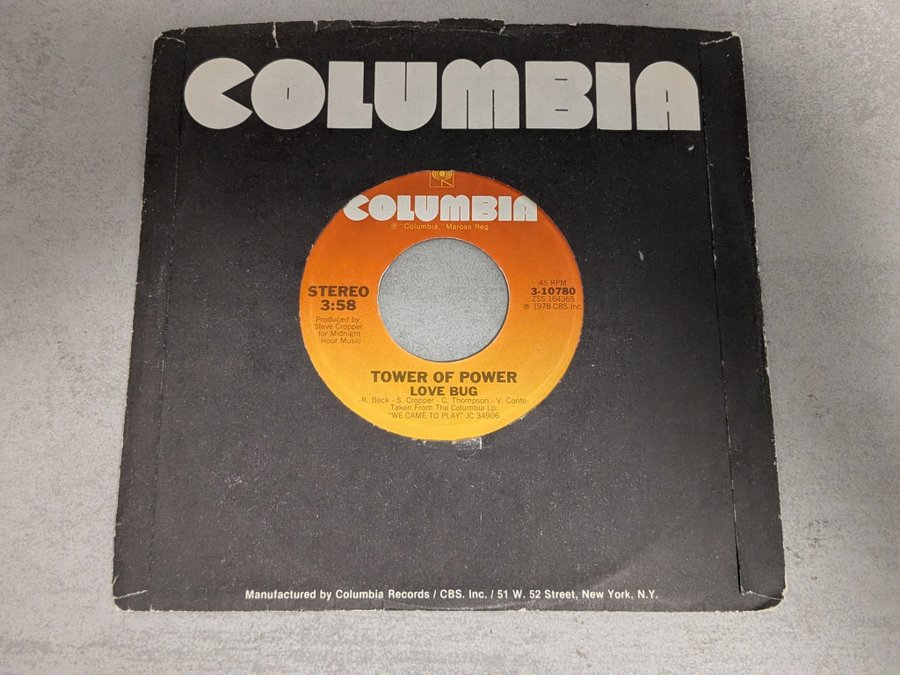 COLUMBIA
COLUMBIA
℗ "Columbia," Marcas Reg.
STEREO
3:58
Produced by
Steve Cropper
for Midnight
Hour Music
45 RPM
3-10780
ZSS 164365
℗ 1978 CBS Inc.
TOWER OF POWER
LOVE BUG
-R. Beck - S. Cropper - C. Thompson - V. Conte-
Taken From The Columbia Lp:
"WE CAME TO PLAY" JC 34906
Manufactured by Columbia Records / CBS. Inc. / 51 W. 52 Street, New York, N.Y.